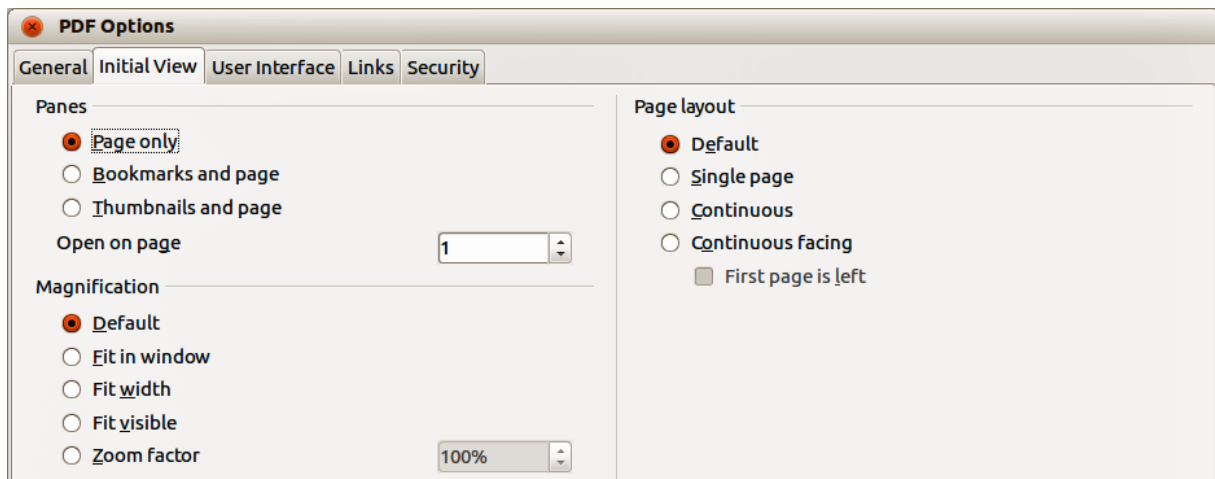 PDF Options
General Initial View User Interface Links Security
Panes
Page only
Bookmarks and page
Thumbnails and page
Open on page 1
Magnification
Default
Fit in window
Fit width
Fit visible
Zoom factor 100%
Page layout
Default
Single page
Continuous
Continuous facing
First page is left